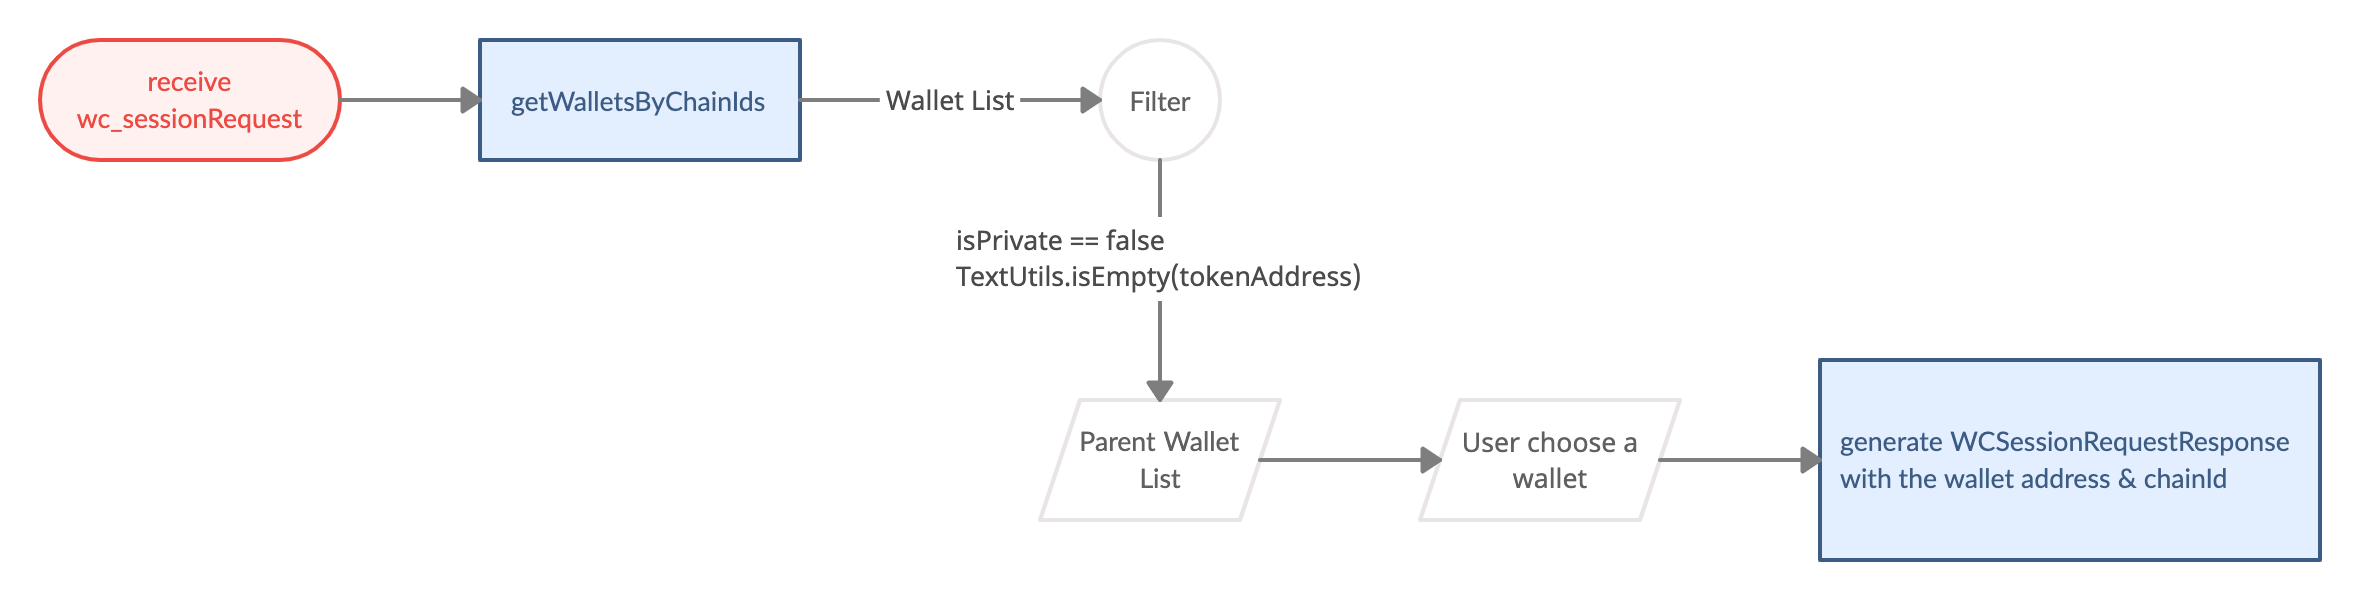 receive
wc_sessionRequest
getWalletsByChainIds
Wallet List
Filter
isPrivate == false
TextUtils.isEmpty(tokenAddress)
Parent Wallet
List
User choose a
wallet
generate WCSessionRequestResponse
with the wallet address & chainId